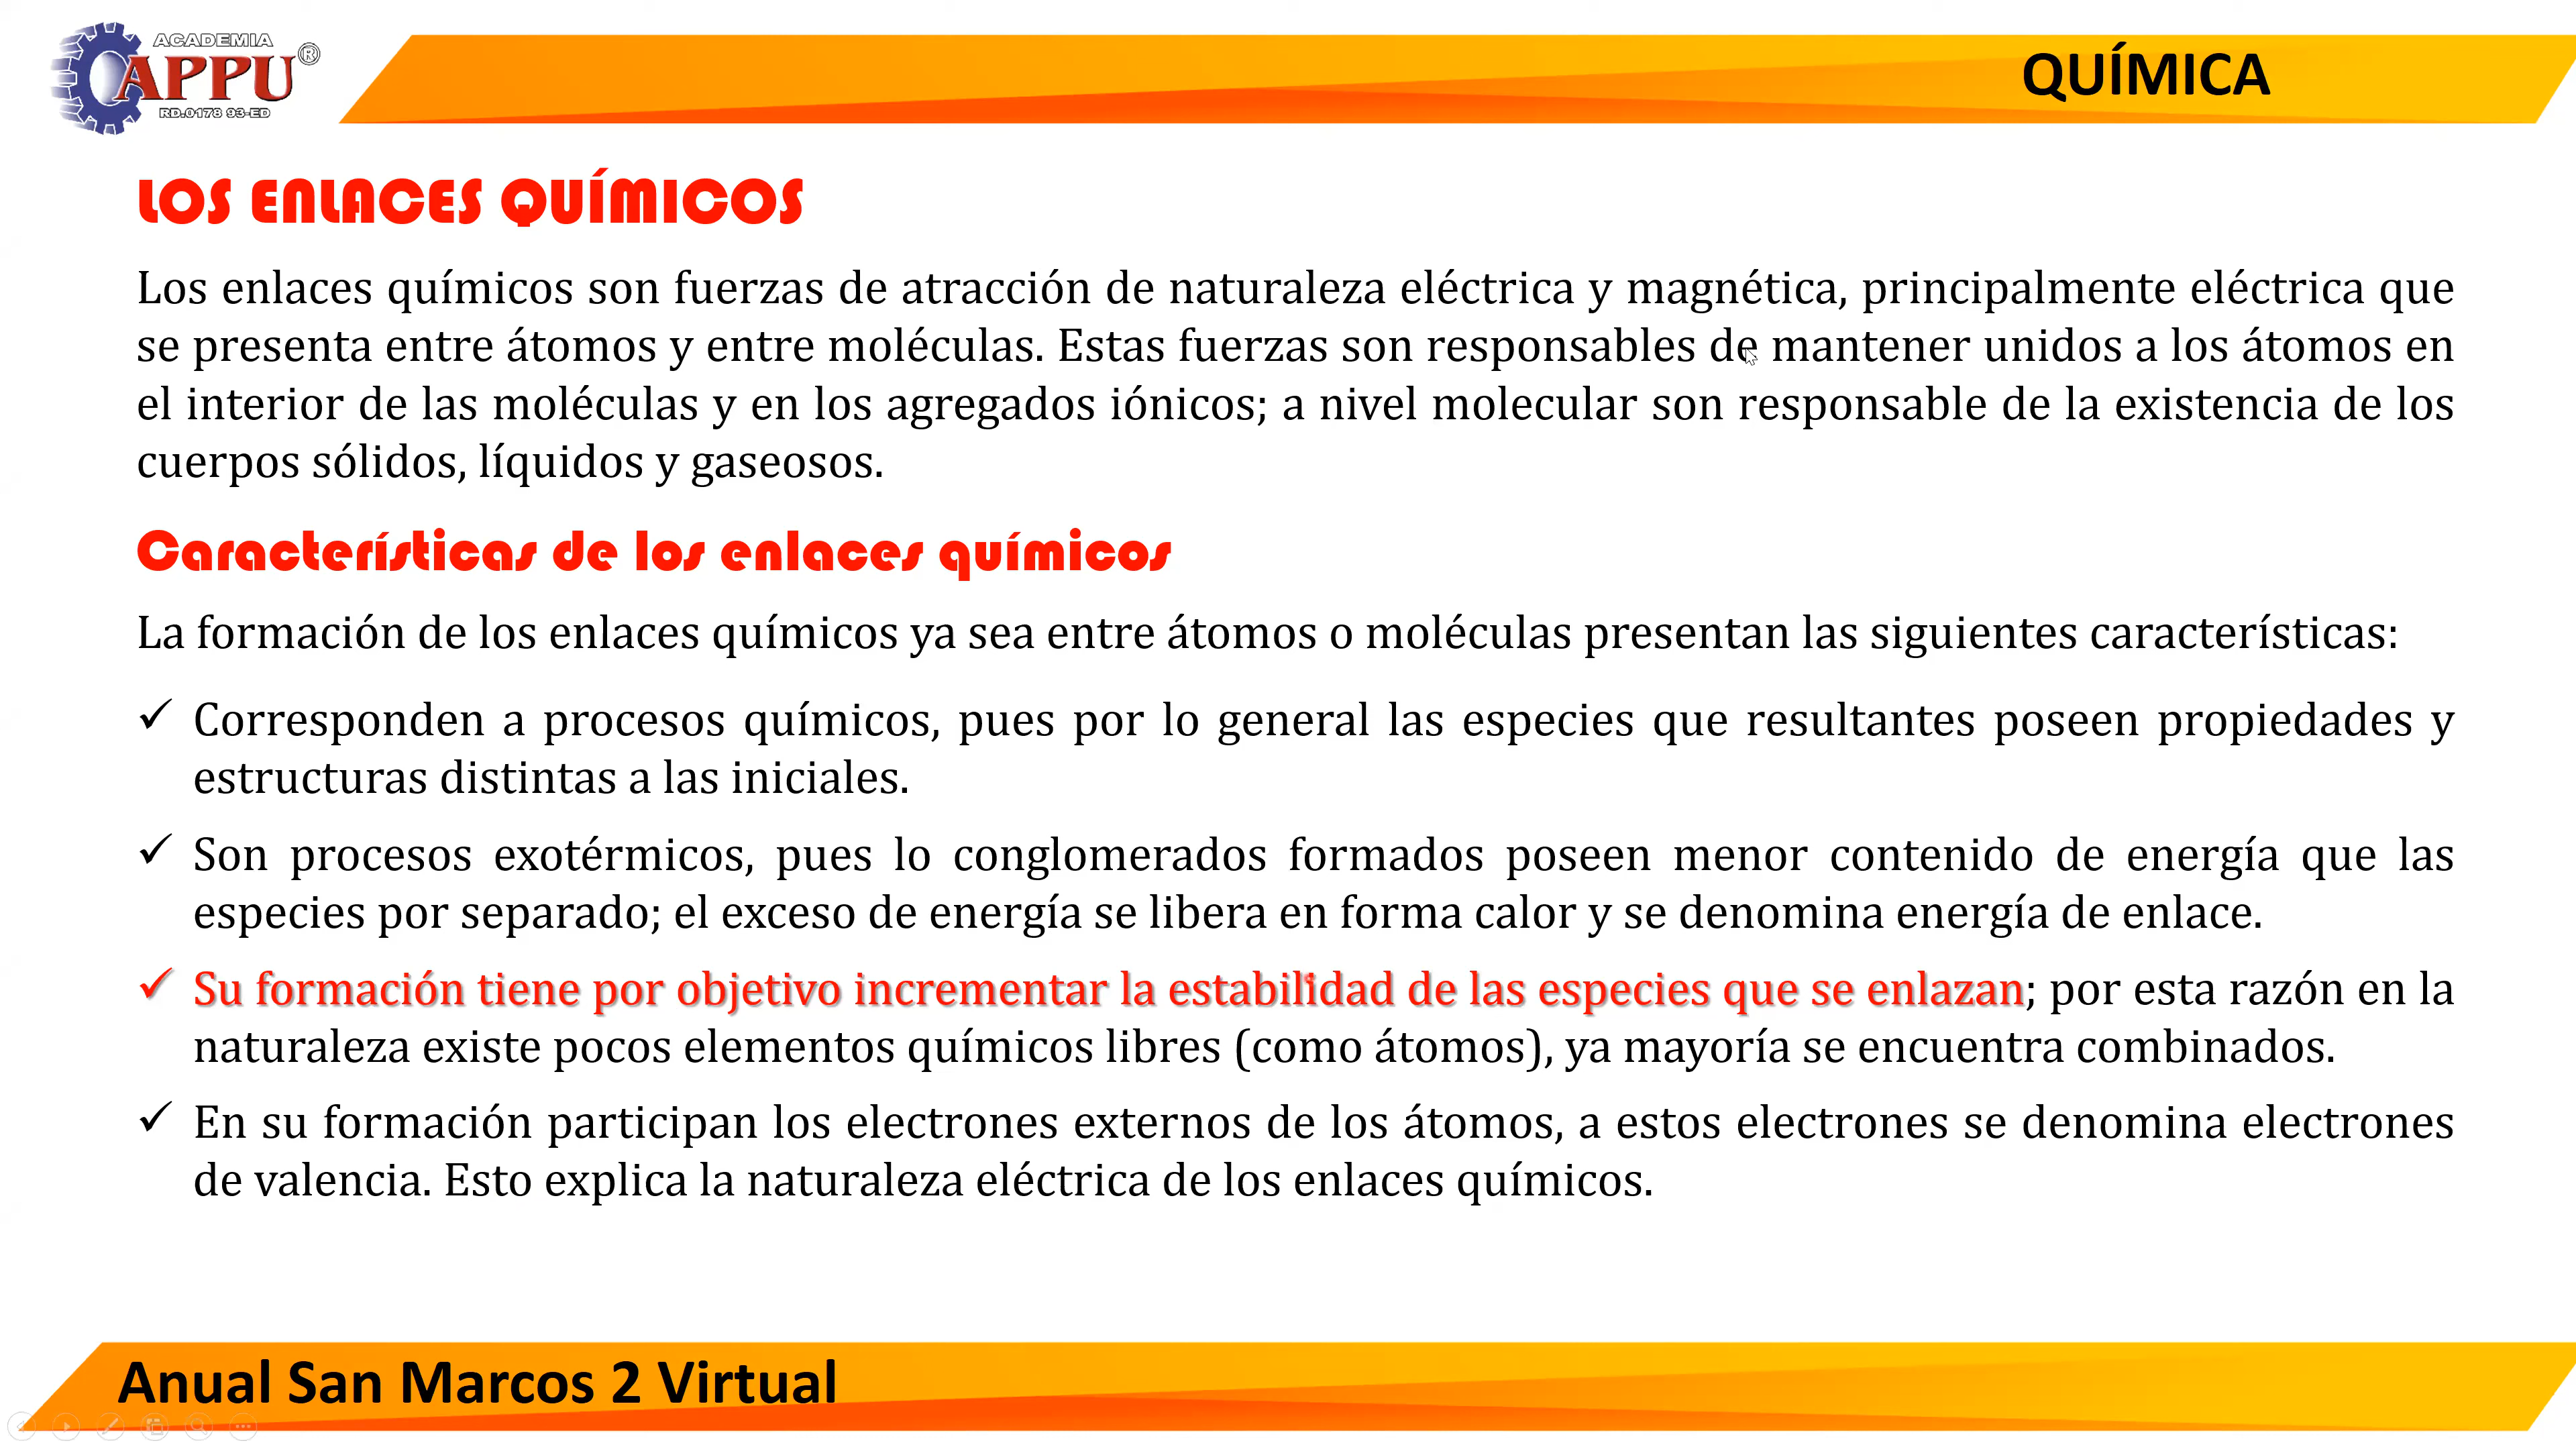 ACADEMIA
APPU®
RD.0178 93-ED
QUÍMICA
LOS ENLACES QUÍMICOS
Los enlaces químicos son fuerzas de atracción de naturaleza eléctrica y magnética, principalmente eléctrica que
se presenta entre átomos y entre moléculas. Estas fuerzas son responsables de mantener unidos a los átomos en
el interior de las moléculas y en los agregados iónicos; a nivel molecular son responsable de la existencia de los
cuerpos sólidos, líquidos y gaseosos.
Características de los enlaces químicos
La formación de los enlaces químicos ya sea entre átomos o moléculas presentan las siguientes características:
✓ Corresponden a procesos químicos, pues por lo general las especies que resultantes poseen propiedades y
estructuras distintas a las iniciales.
✓ Son procesos exotérmicos, pues lo conglomerados formados poseen menor contenido de energía que las
especies por separado; el exceso de energía se libera en forma calor y se denomina energía de enlace.
✓ Su formación tiene por objetivo incrementar la estabilidad de las especies que se enlazan; por esta razón en la
naturaleza existe pocos elementos químicos libres (como átomos), ya mayoría se encuentra combinados.
✓ En su formación participan los electrones externos de los átomos, a estos electrones se denomina electrones
de valencia. Esto explica la naturaleza eléctrica de los enlaces químicos.
Anual San Marcos 2 Virtual